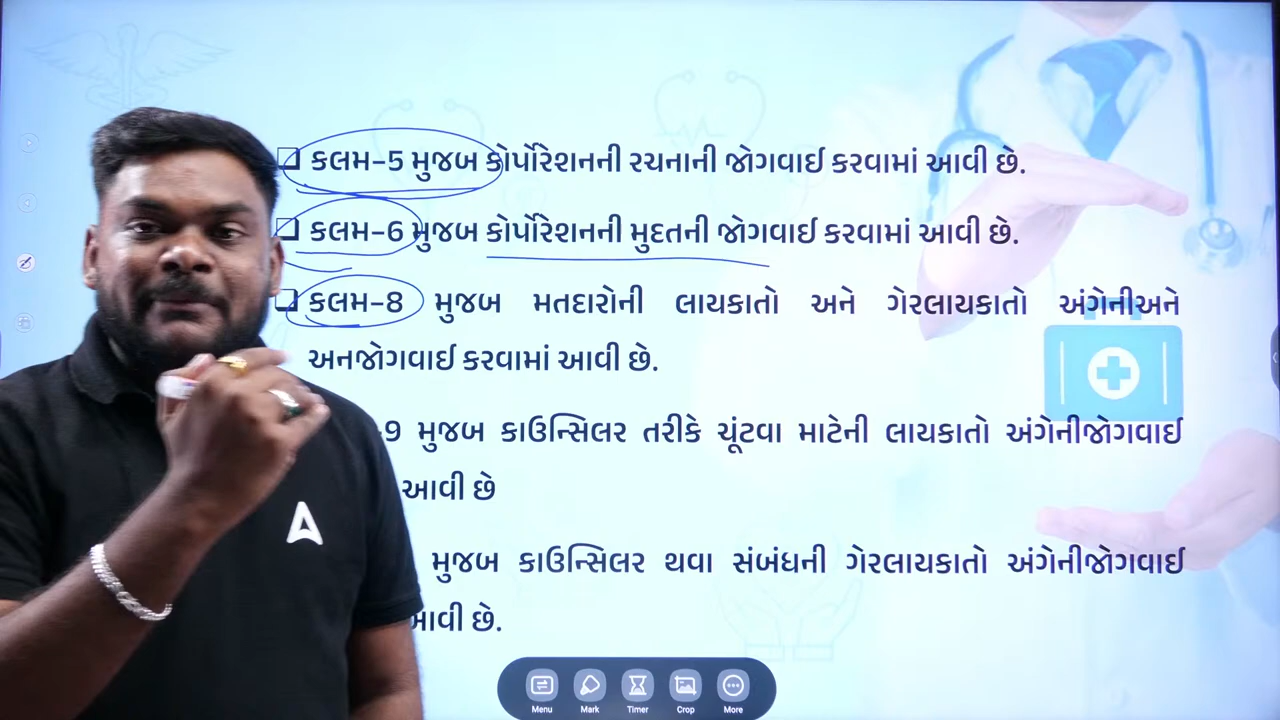 કલમ–5 મુજબ કોર્પોરેશનની રચનાની જોગવાઈ કરવામાં આવી છે.
કલમ–6 મુજબ કોર્પોરેશનની મુદતની જોગવાઈ કરવામાં આવી છે.
કલમ–8 મુજબ મતદારોની લાયકાતો અને ગેરલાયકાતો અંગેનીઅને
અનજોગવાઈ કરવામાં આવી છે.
-9 મુજબ કાઉન્સિલર તરીકે ચૂંટવા માટેની લાયકાતો અંગેનીજોગવાઈ
આવી છે
મુજબ કાઉન્સિલર થવા સંબંધની ગેરલાયકાતો અંગેનીજોગવાઈ
આવી છે.
A
Menu Mark Timer Crop More